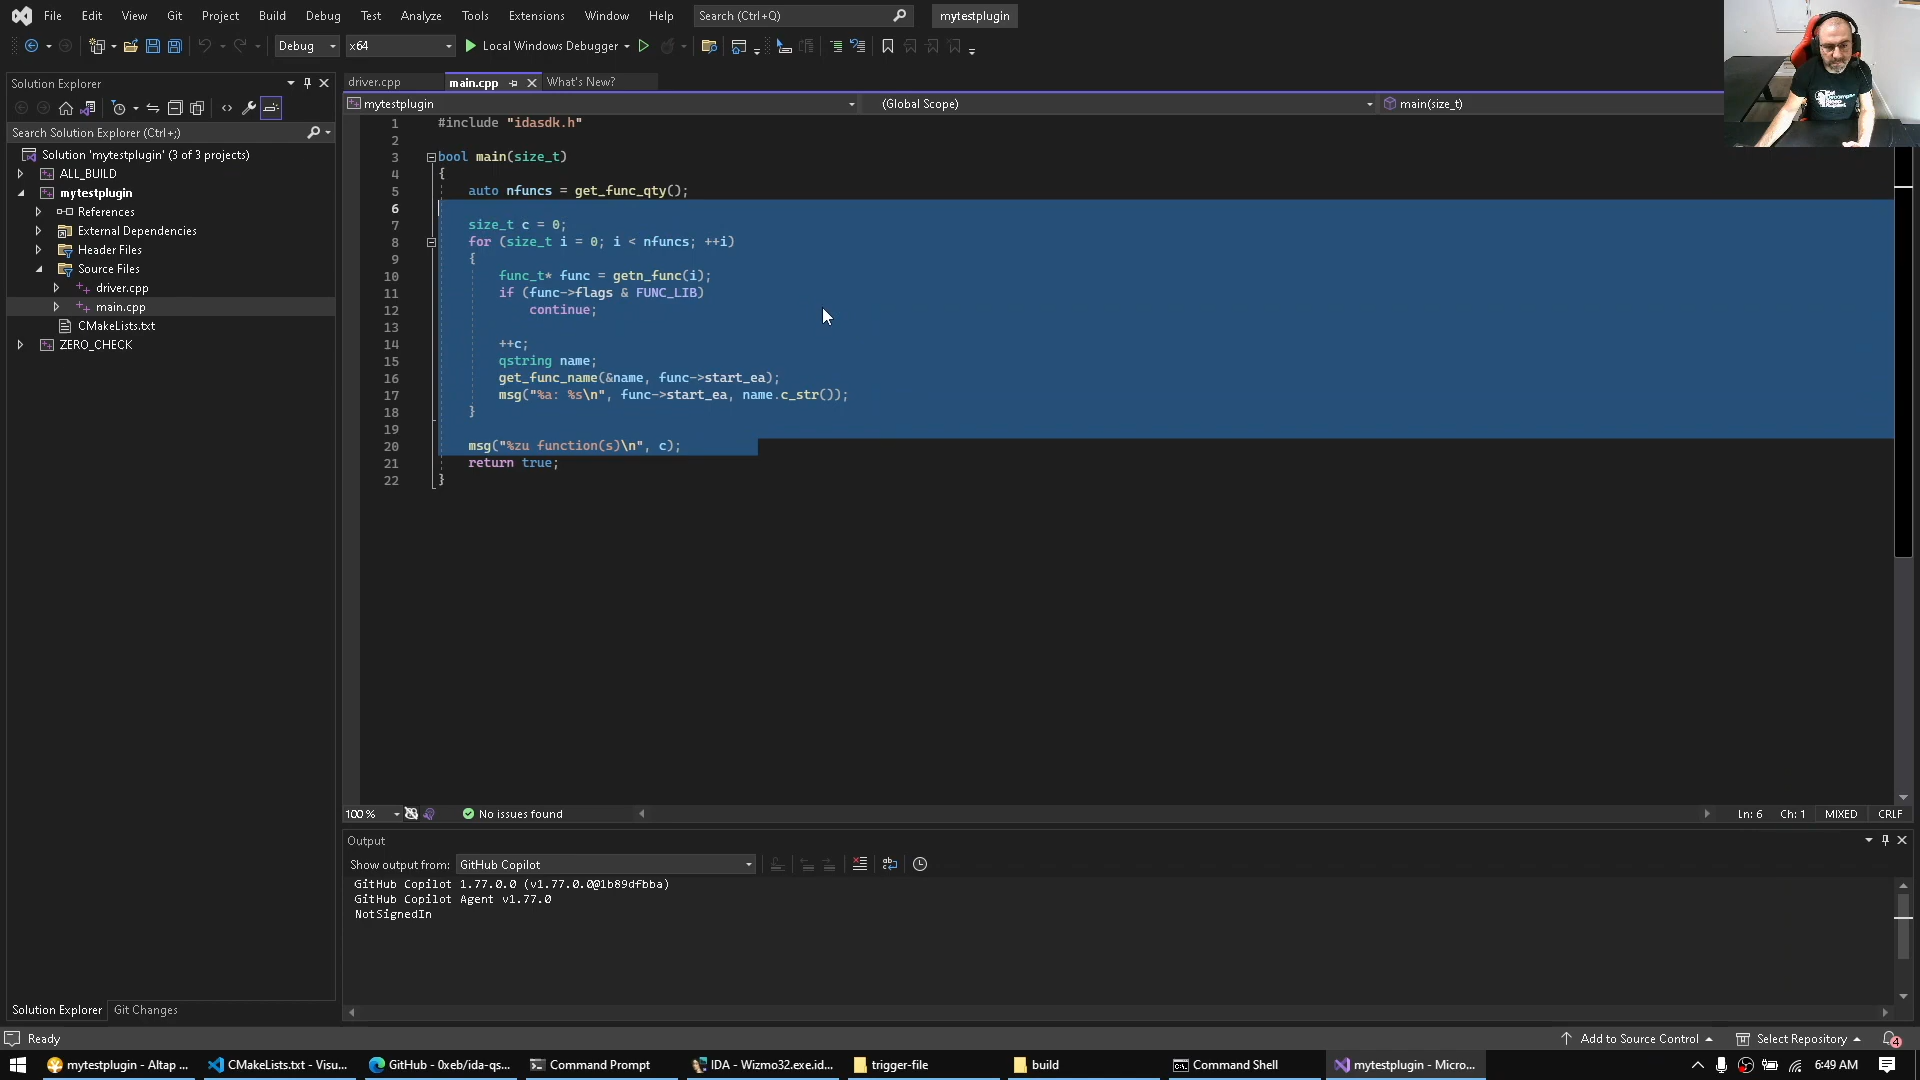 File Edit View Git Project Build Debug Test Analyze Tools Extensions Window Help Search (Ctrl+Q) mytestplugin
Debug x64 Local Windows Debugger
Solution Explorer
driver.cpp main.cpp What's New?
mytestplugin (Global Scope) main(size_t)
Search Solution Explorer (Ctrl+;)
Solution 'mytestplugin' (3 of 3 projects)
ALL_BUILD
mytestplugin
References
External Dependencies
Header Files
Source Files
driver.cpp
main.cpp
CMakeLists.txt
ZERO_CHECK
1 #include "idasdk.h"
2
3 bool main(size_t)
4 {
5 auto nfuncs = get_func_qty();
6
7 size_t c = 0;
8 for (size_t i = 0; i < nfuncs; ++i)
9 {
10 func_t* func = getn_func(i);
11 if (func->flags & FUNC_LIB)
12 continue;
13
14 ++c;
15 qstring name;
16 get_func_name(&name, func->start_ea);
17 msg("%a: %s\n", func->start_ea, name.c_str());
18 }
19
20 msg("%zu function(s)\n", c);
21 return true;
22 }
100 % No issues found Ln: 6 Ch: 1 MIXED CRLF
Output
Show output from: GitHub Copilot
GitHub Copilot 1.77.0.0 (v1.77.0.0@1b89dfbba)
GitHub Copilot Agent v1.77.0
NotSignedIn
Solution Explorer Git Changes
Ready Add to Source Control Select Repository 4
mytestplugin - Altap ... CMakeLists.txt - Visu... GitHub - 0xeb/ida-qs... Command Prompt IDA - Wizmo32.exe.id... trigger-file build Command Shell mytestplugin - Micro... 6:49 AM